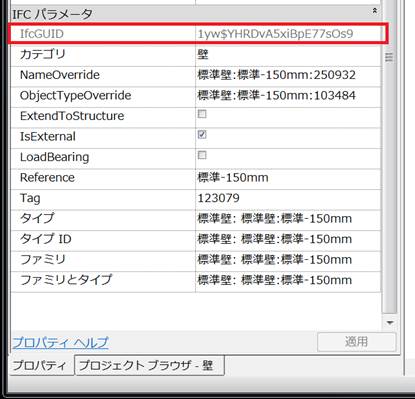 IFC パラメータ
IfcGUID 1yw$YHRDvA5xiBpE77sOs9
カテゴリ 壁
NameOverride 標準壁:標準-150mm:250932
ObjectTypeOverride 標準壁:標準-150mm:103484
ExtendToStructure
IsExternal
LoadBearing
Reference 標準-150mm
Tag 123079
タイプ 標準壁: 標準壁:標準-150mm
タイプ ID 標準壁: 標準壁:標準-150mm
ファミリ 標準壁: 標準壁:標準-150mm
ファミリとタイプ 標準壁: 標準壁:標準-150mm
プロパティ ヘルプ 適用
プロパティ プロジェクト ブラウザ - 壁